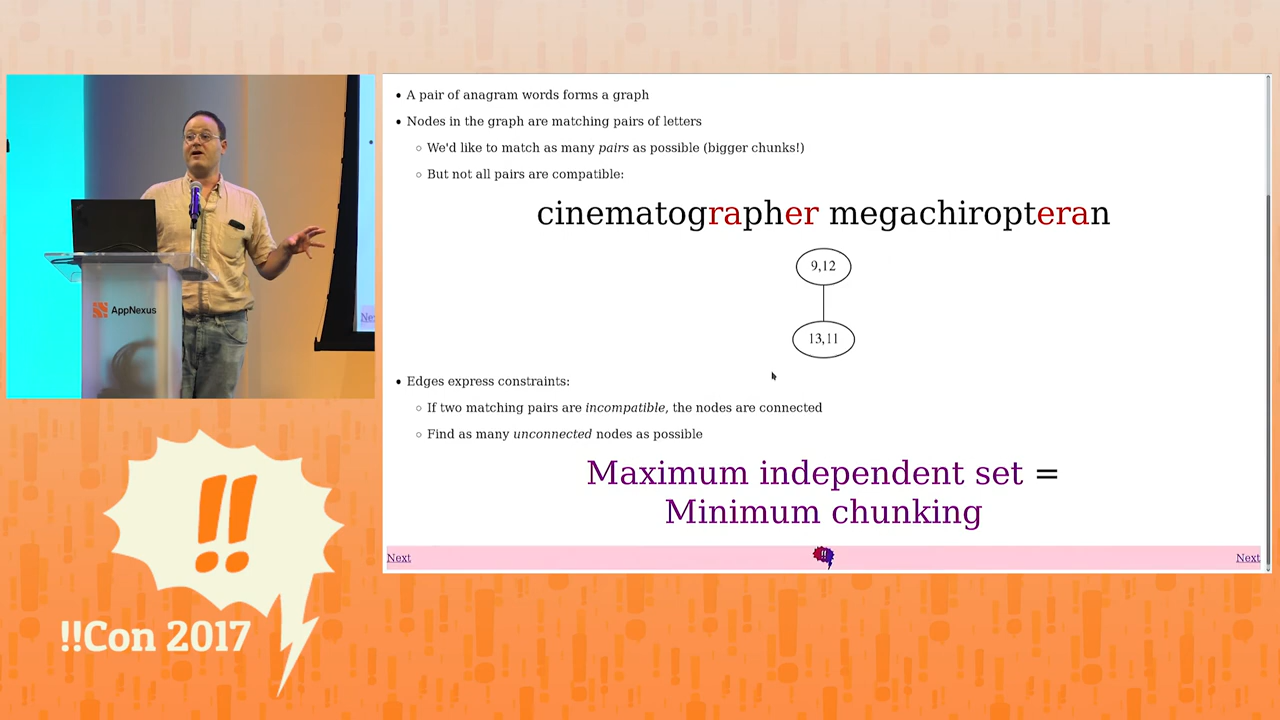 • A pair of anagram words forms a graph
• Nodes in the graph are matching pairs of letters
◦ We'd like to match as many pairs as possible (bigger chunks!)
◦ But not all pairs are compatible:
cinematographer megachiropteran
9,12
13,11
• Edges express constraints:
◦ If two matching pairs are incompatible, the nodes are connected
◦ Find as many unconnected nodes as possible
Maximum independent set =
Minimum chunking
Next
!!
Next
AppNexus
Ne
!!
!!Con 2017